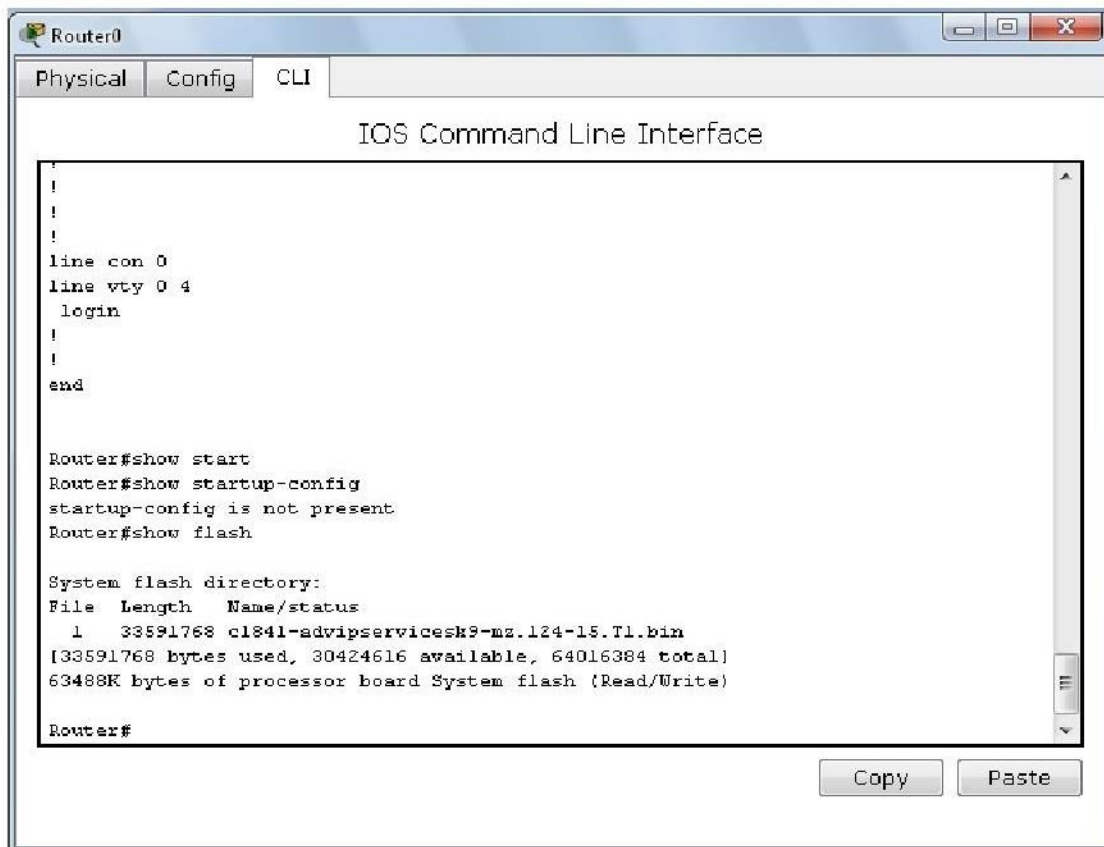 Router0
Physical Config CLI
IOS Command Line Interface
!
!
!
!
line con 0
line vty 0 4
login
!
!
end
Router#show start
Router#show startup-config
startup-config is not present
Router#show flash
System flash directory:
File Length Name/status
1 33591768 c1841-advipservicesk9-mz.124-15.T1.bin
[33591768 bytes used, 30424616 available, 64016384 total]
63488K bytes of processor board System flash (Read/Write)
Router#
Copy Paste